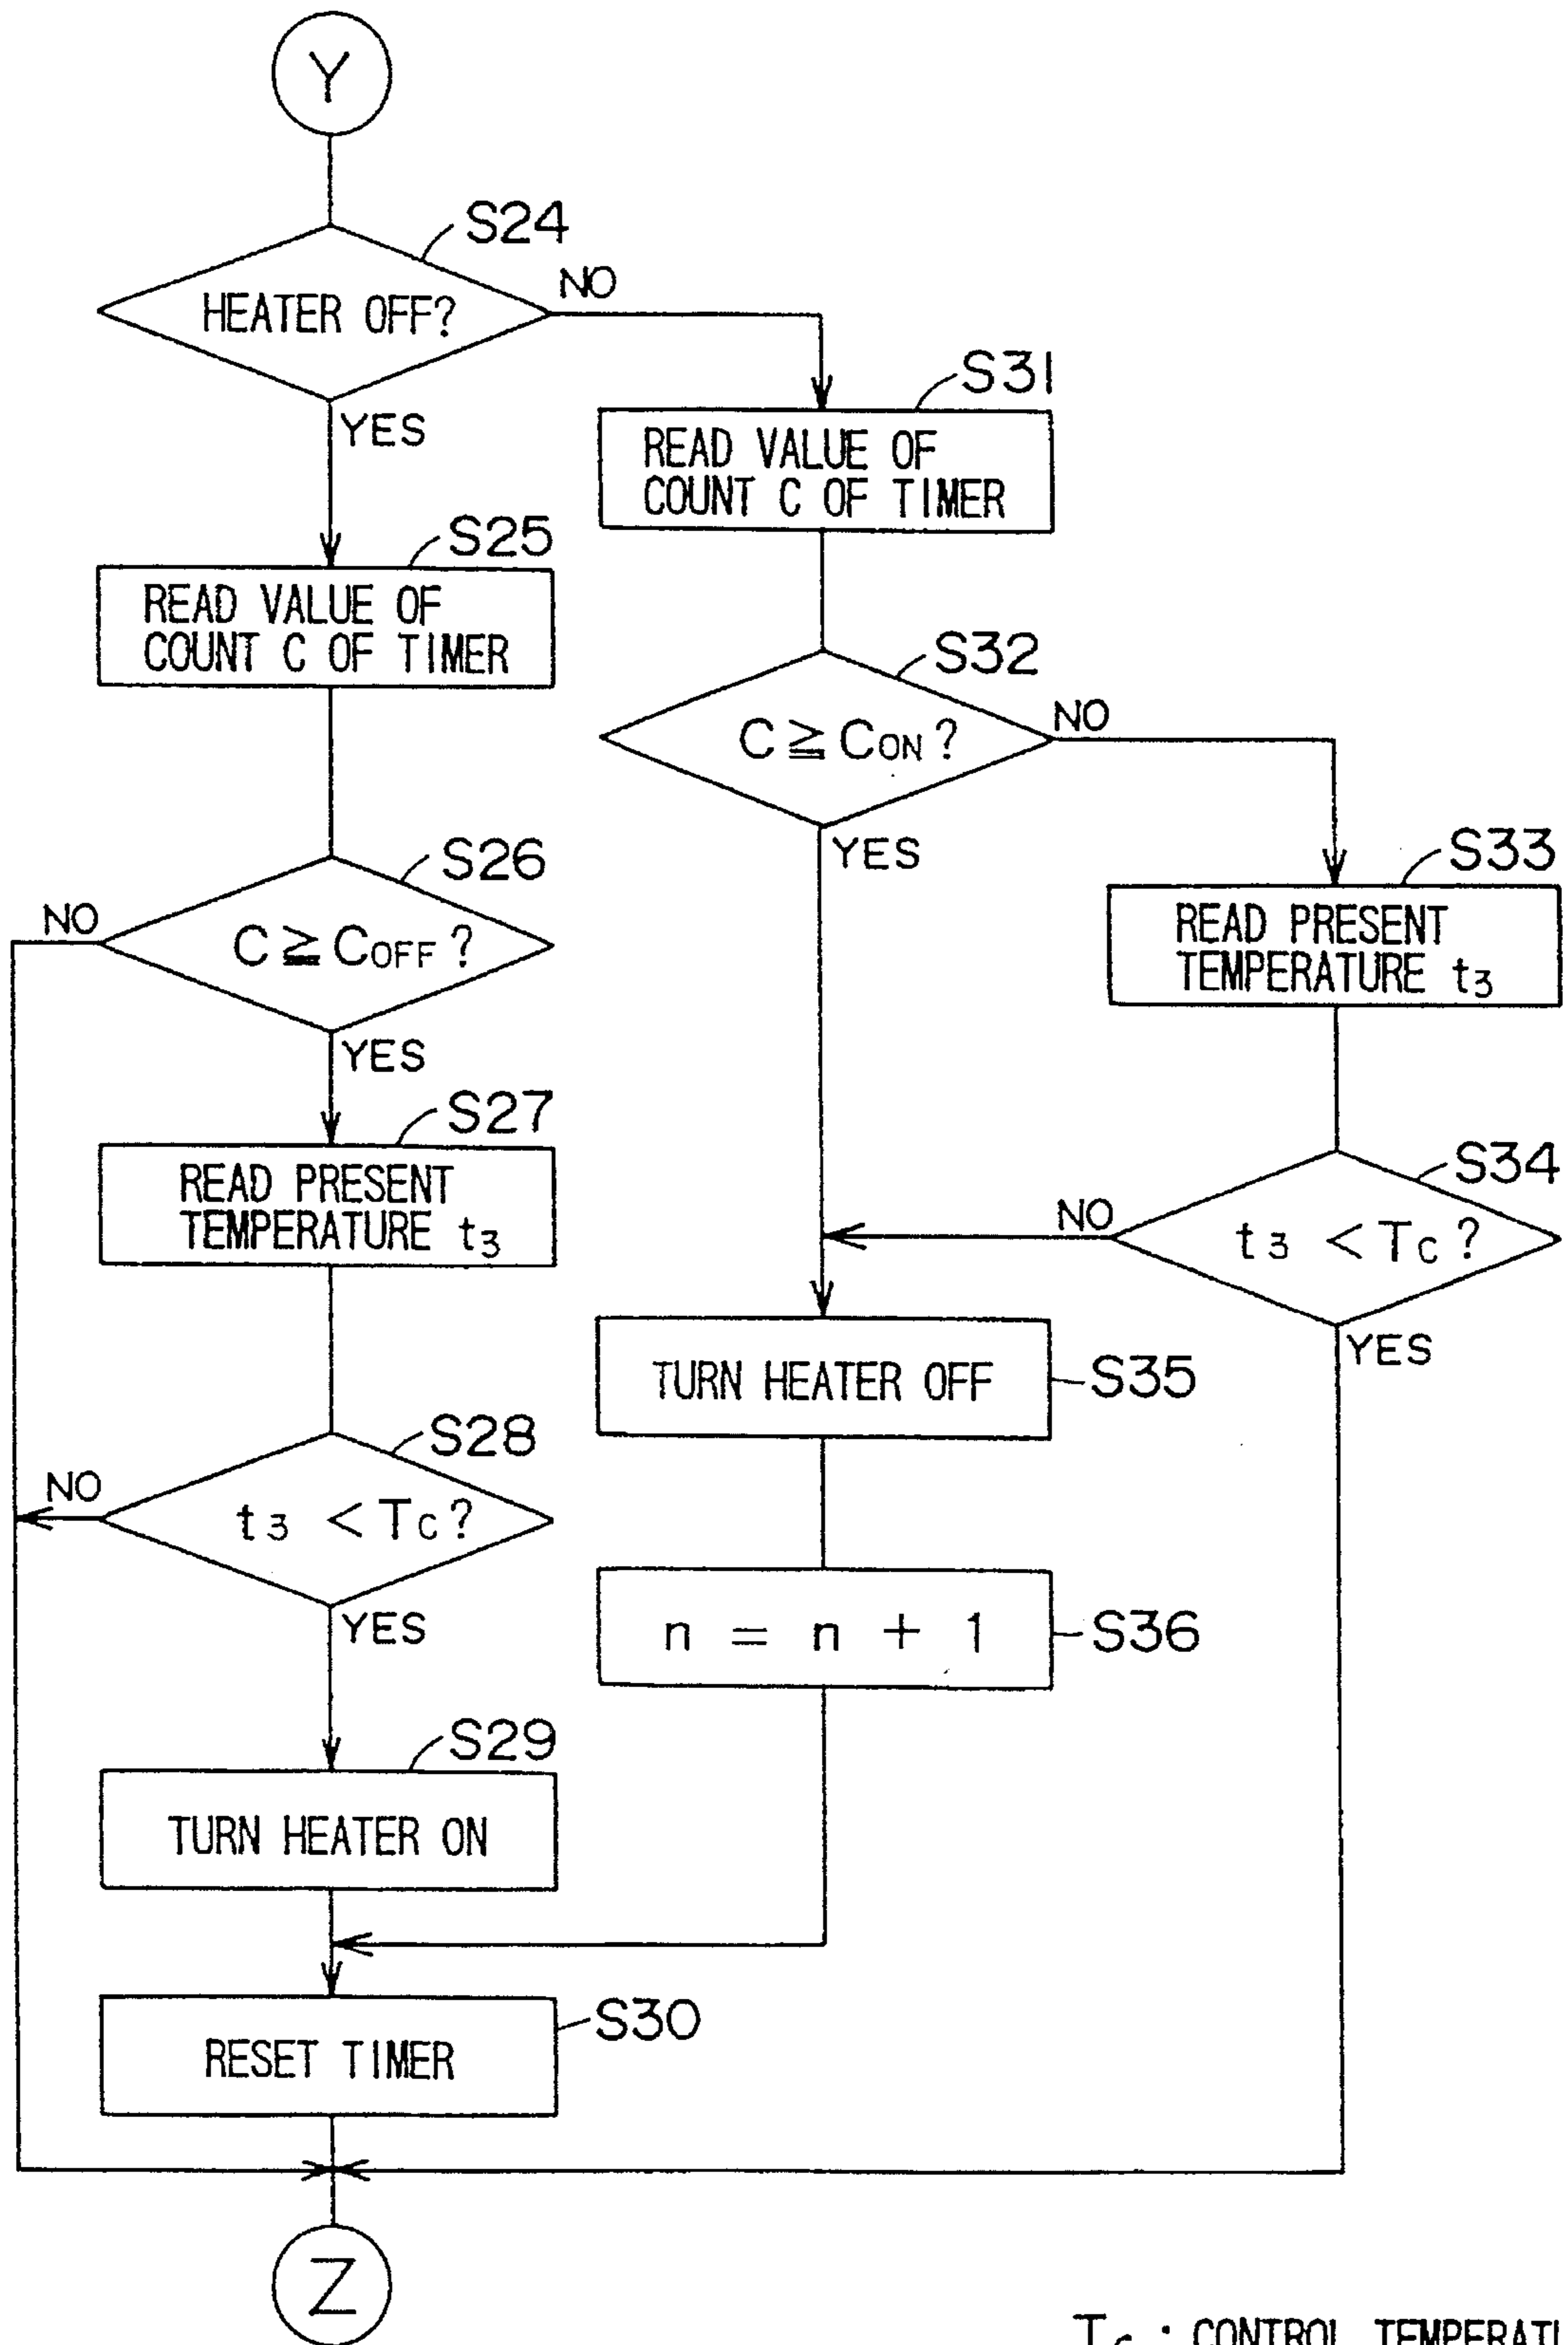 Y
S24
HEATER OFF?
NO
YES
S31
READ VALUE OF
COUNT C OF TIMER
S25
READ VALUE OF
COUNT C OF TIMER
S32
C ≧ CON ?
NO
YES
S26
NO
C ≧ COFF ?
YES
S33
READ PRESENT
TEMPERATURE t3
S27
READ PRESENT
TEMPERATURE t3
S34
NO
t3 < TC ?
YES
TURN HEATER OFF
S35
S28
NO
t3 < TC ?
YES
n = n + 1
S36
S29
TURN HEATER ON
S30
RESET TIMER
Z
TC : CONTROL